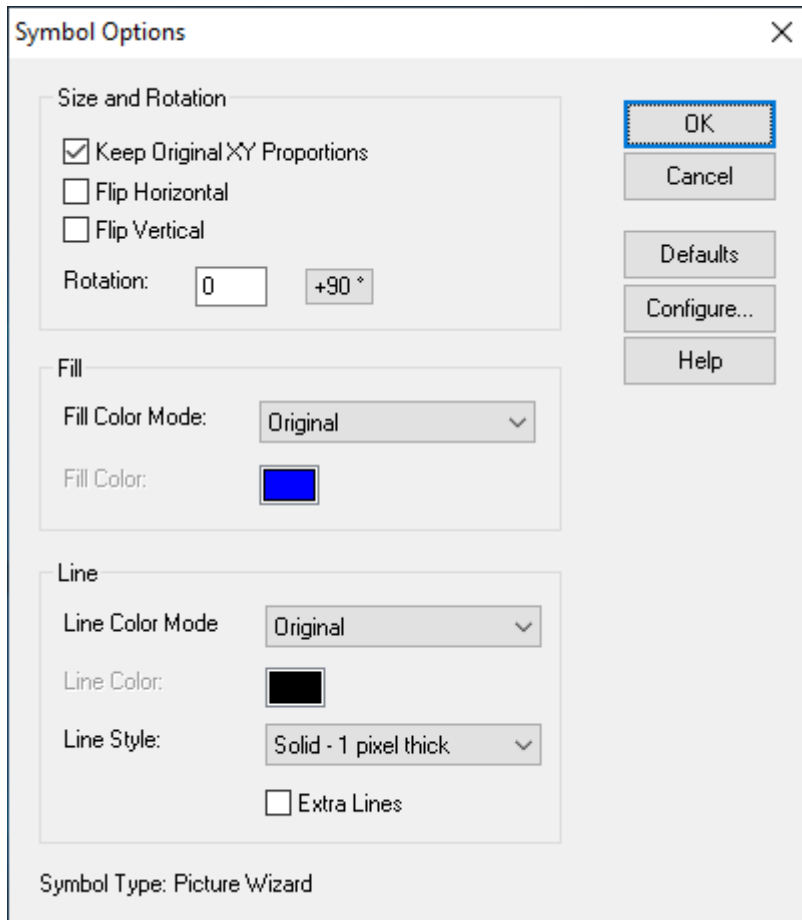 Symbol Options
Size and Rotation
Keep Original XY Proportions
Flip Horizontal
Flip Vertical
Rotation: 0 +90 °
OK
Cancel
Defaults
Configure...
Help
Fill
Fill Color Mode: Original
Fill Color:
Line
Line Color Mode Original
Line Color:
Line Style: Solid - 1 pixel thick
Extra Lines
Symbol Type: Picture Wizard